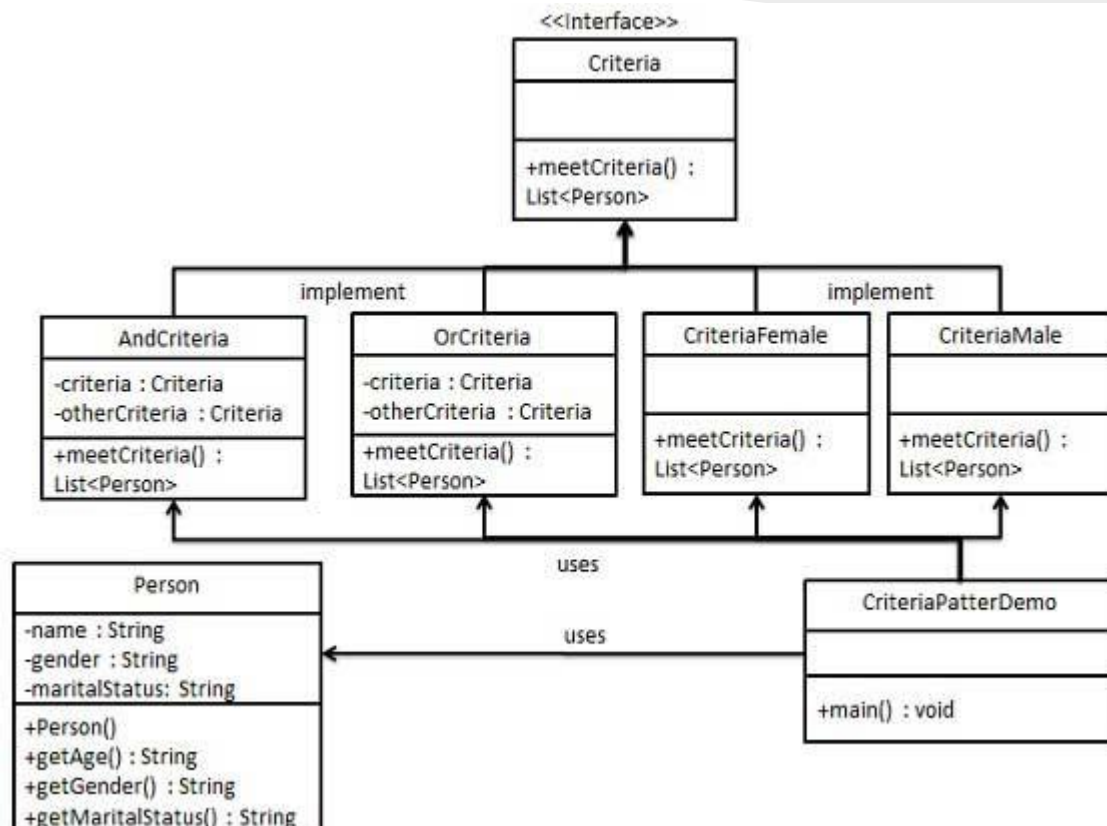 <<Interface>>
Criteria
+meetCriteria() :
List<Person>
implement
implement
AndCriteria
-criteria : Criteria
-otherCriteria : Criteria
+meetCriteria() :
List<Person>
OrCriteria
-criteria : Criteria
-otherCriteria : Criteria
+meetCriteria() :
List<Person>
CriteriaFemale
+meetCriteria() :
List<Person>
CriteriaMale
+meetCriteria() :
List<Person>
uses
Person
-name : String
-gender : String
-maritalStatus: String
+Person()
+getAge() : String
+getGender() : String
+getMaritalStatus() : String
uses
CriteriaPatterDemo
+main() : void